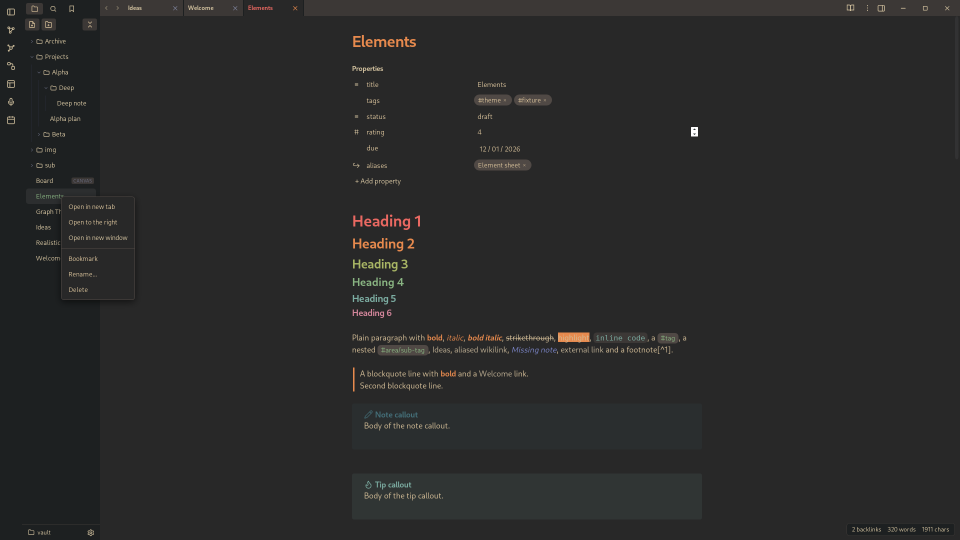 Ideas
Welcome
Elements
Archive
Projects
Alpha
Deep
Deep note
Alpha plan
Beta
img
sub
Board
Elements
Graph
Ideas
Realistic
Welcom
Open in new tab
Open to the right
Open in new window
Bookmark
Rename...
Delete
vault
Elements
Properties
title Elements
tags #theme × #fixture ×
status draft
rating 4
due 12/01/2026
aliases Element sheet ×
+ Add property
Heading 1
Heading 2
Heading 3
Heading 4
Heading 5
Heading 6
Plain paragraph with bold, italic, bold italic, strikethrough, highlight, inline code, a #tag, a
nested #area/sub-tag, Ideas, aliased wikilink, Missing note, external link and a footnote[^1].
A blockquote line with bold and a Welcome link.
Second blockquote line.
Note callout
Body of the note callout.
Tip callout
Body of the tip callout.
2 backlinks 320 words 1911 chars